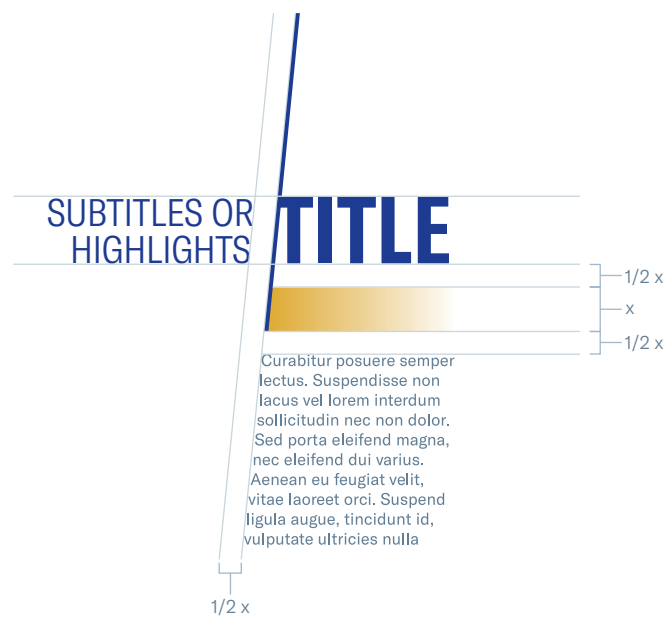 SUBTITLES OR
HIGHLIGHTS
TITLE
1/2 x
x
1/2 x
Curabitur posuere semper
lectus. Suspendisse non
lacus vel lorem interdum
sollicitudin nec non dolor.
Sed porta eleifend magna,
nec eleifend dui varius.
Aenean eu feugiat velit,
vitae laoreet orci. Suspend
ligula augue, tincidunt id,
vulputate ultricies nulla
1/2 x